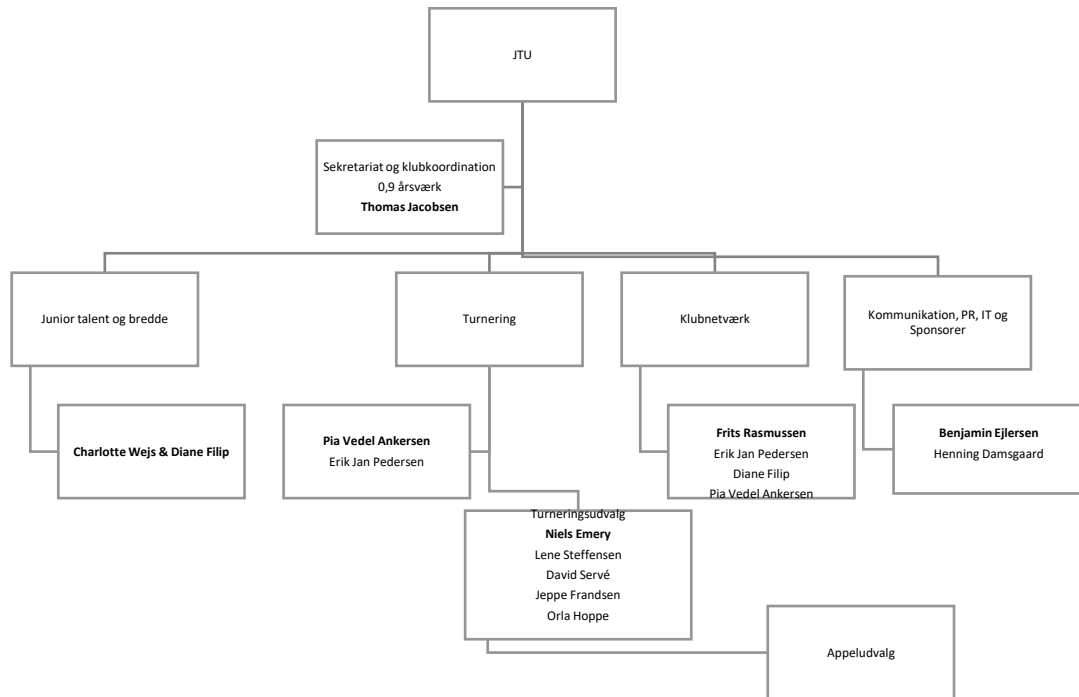 JTU
Sekretariat og klubkoordination
0,9 årsværk
Thomas Jacobsen
Junior talent og bredde
Turnering
Klubnetværk
Kommunikation, PR, IT og
Sponsorer
Charlotte Wejs & Diane Filip
Pia Vedel Ankersen
Erik Jan Pedersen
Frits Rasmussen
Erik Jan Pedersen
Diane Filip
Pia Vedel Ankersen
Benjamin Ejlersen
Henning Damsgaard
Turneringsudvalg
Niels Emery
Lene Steffensen
David Servé
Jeppe Frandsen
Orla Hoppe
Appeludvalg